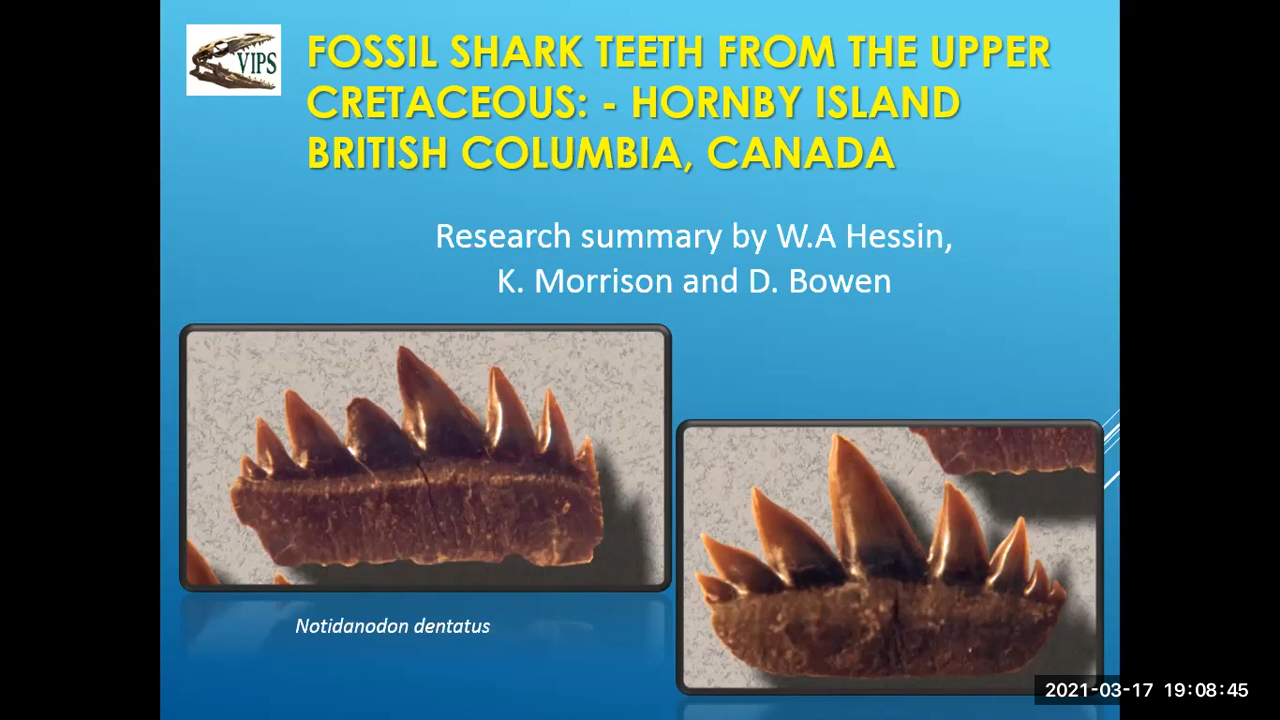 VIPS
FOSSIL SHARK TEETH FROM THE UPPER
CRETACEOUS: - HORNBY ISLAND
BRITISH COLUMBIA, CANADA
Research summary by W.A Hessin,
K. Morrison and D. Bowen
Notidanodon dentatus
2021-03-17 19:08:45